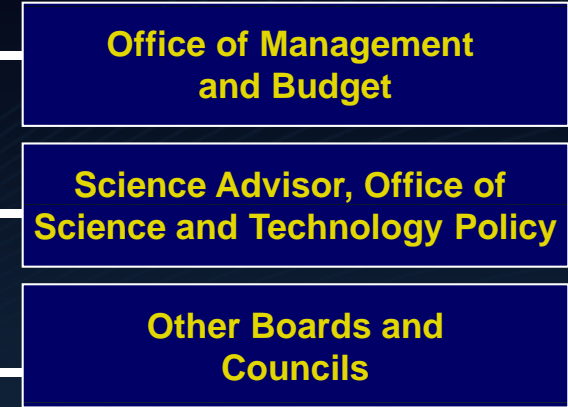 Office of Management
and Budget
Science Advisor, Office of
Science and Technology Policy
Other Boards and
Councils